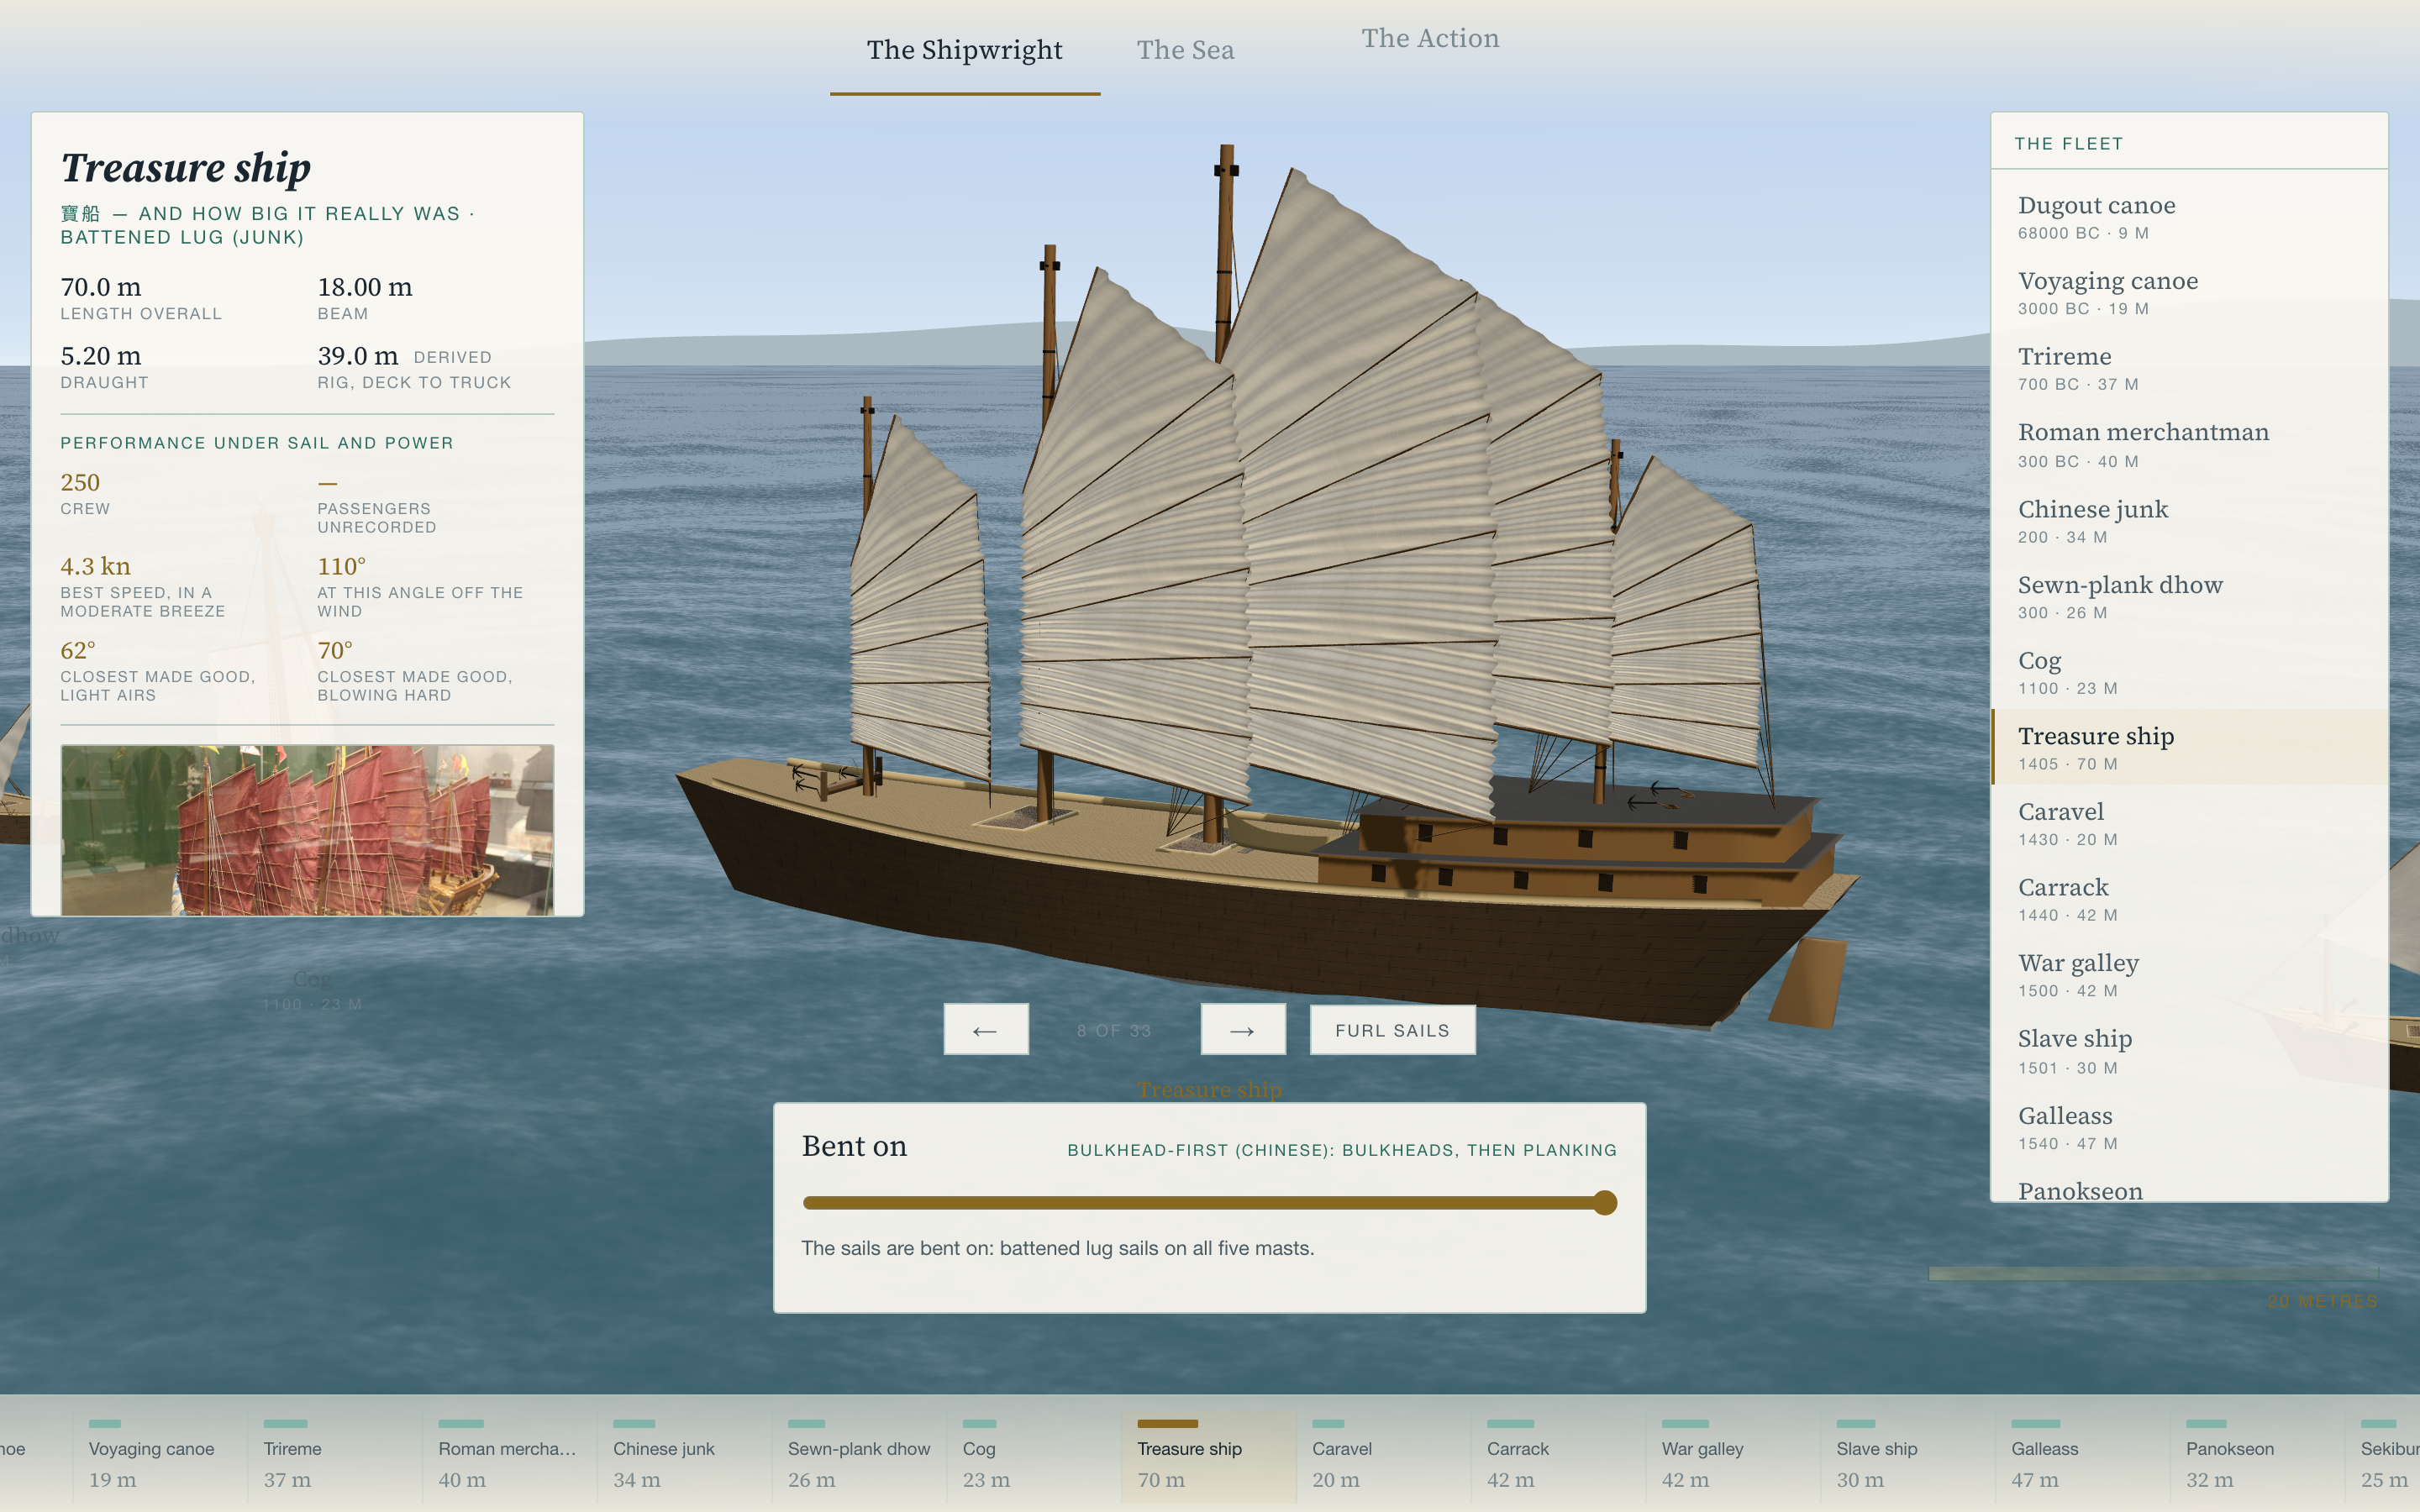 The Shipwright
The Sea
The Action
Treasure ship
寶船 — AND HOW BIG IT REALLY WAS ·
BATTENED LUG (JUNK)
70.0 m
LENGTH OVERALL
18.00 m
BEAM
5.20 m
DRAUGHT
39.0 m DERIVED
RIG, DECK TO TRUCK
PERFORMANCE UNDER SAIL AND POWER
250
CREW
—
PASSENGERS
UNRECORDED
4.3 kn
BEST SPEED, IN A
MODERATE BREEZE
110°
AT THIS ANGLE OFF THE
WIND
62°
CLOSEST MADE GOOD,
LIGHT AIRS
70°
CLOSEST MADE GOOD,
BLOWING HARD
dhow
Cog
1100 · 23 M
THE FLEET
Dugout canoe
68000 BC · 9 M
Voyaging canoe
3000 BC · 19 M
Trireme
700 BC · 37 M
Roman merchantman
300 BC · 40 M
Chinese junk
200 · 34 M
Sewn-plank dhow
300 · 26 M
Cog
1100 · 23 M
Treasure ship
1405 · 70 M
Caravel
1430 · 20 M
Carrack
1440 · 42 M
War galley
1500 · 42 M
Slave ship
1501 · 30 M
Galleass
1540 · 47 M
Panokseon
← 8 OF 33 → FURL SAILS
Treasure ship
Bent on
BULKHEAD-FIRST (CHINESE): BULKHEADS, THEN PLANKING
The sails are bent on: battened lug sails on all five masts.
20 METRES
noe
Voyaging canoe
19 m
Trireme
37 m
Roman mercha…
40 m
Chinese junk
34 m
Sewn-plank dhow
26 m
Cog
23 m
Treasure ship
70 m
Caravel
20 m
Carrack
42 m
War galley
42 m
Slave ship
30 m
Galleass
47 m
Panokseon
32 m
Sekibu
25 m